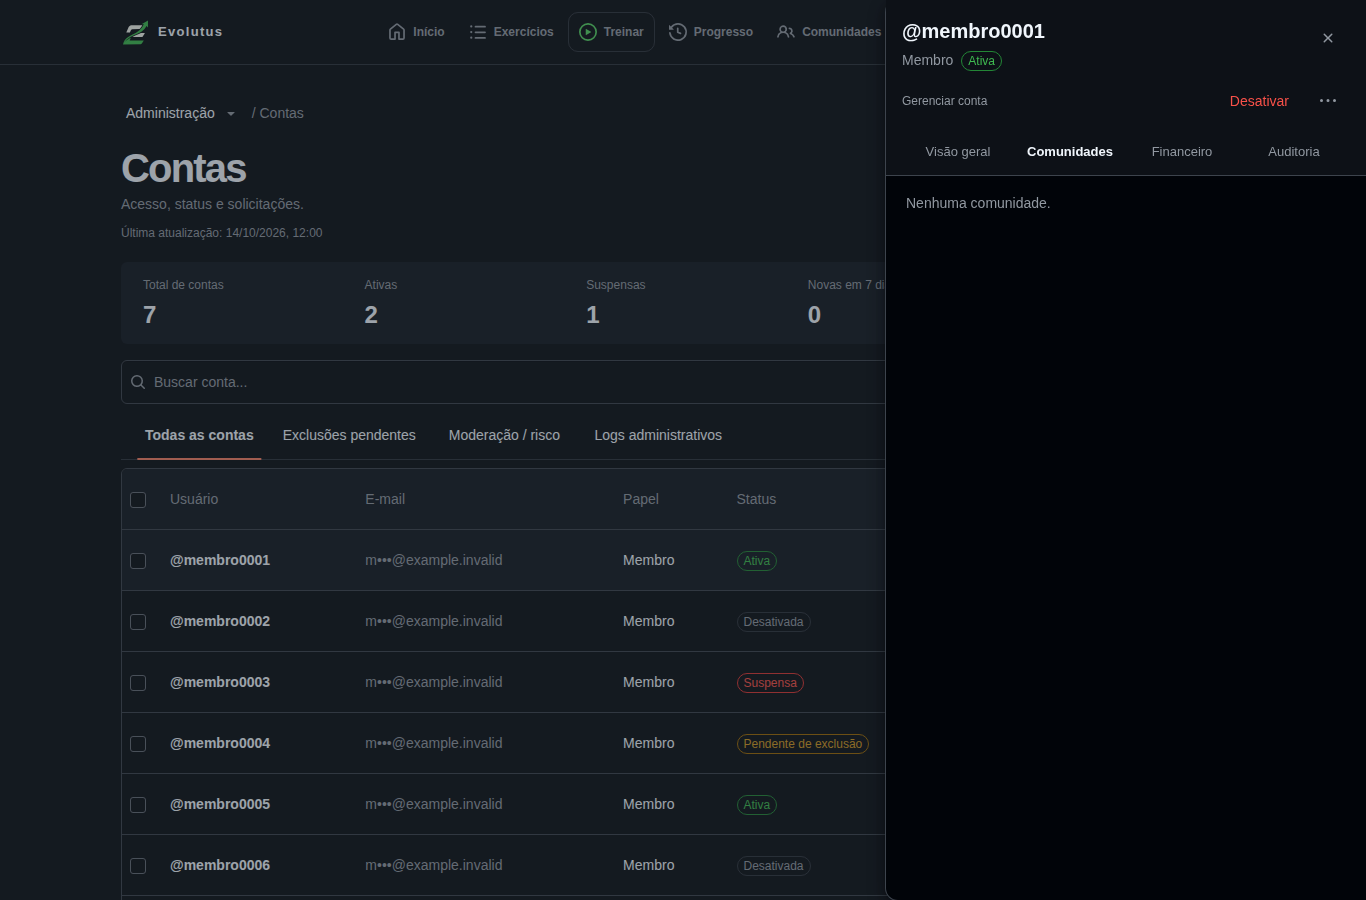 Evolutus
Início
Exercícios
Treinar
Progresso
Comunidades
Administração
/ Contas
Contas
Acesso, status e solicitações.
Última atualização: 14/10/2026, 12:00
Total de contas
Ativas
Suspensas
Novas em 7 di
7
2
1
0
Buscar conta...
Todas as contas
Exclusões pendentes
Moderação / risco
Logs administrativos
Usuário E-mail Papel Status
@membro0001 m•••@example.invalid Membro Ativa
@membro0002 m•••@example.invalid Membro Desativada
@membro0003 m•••@example.invalid Membro Suspensa
@membro0004 m•••@example.invalid Membro Pendente de exclusão
@membro0005 m•••@example.invalid Membro Ativa
@membro0006 m•••@example.invalid Membro Desativada
@membro0001
Membro Ativa
Gerenciar conta
Desativar
Visão geral
Comunidades
Financeiro
Auditoria
Nenhuma comunidade.